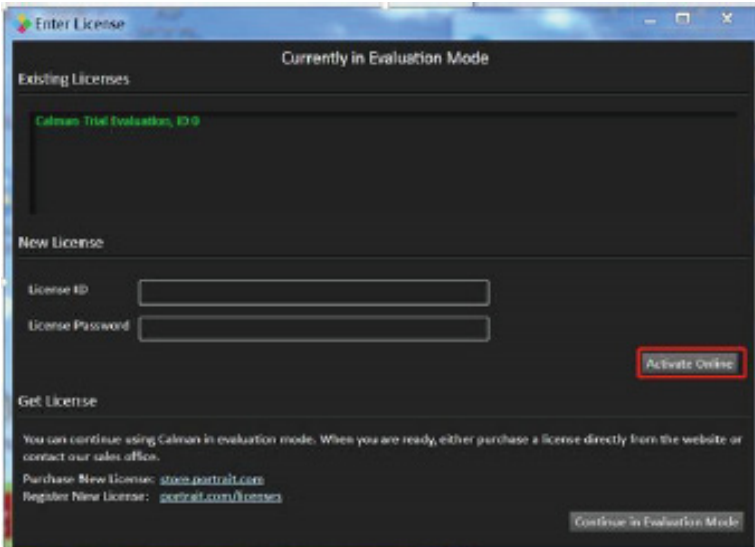 Enter License
Currently in Evaluation Mode
Existing Licenses
Calman Trial Evaluation, ID 0
New License
License ID
License Password
Activate Online
Get License
You can continue using Calman in evaluation mode. When you are ready, either purchase a license directly from the website or
contact our sales office.
Purchase New License: store.portrait.com
Register New License: portrait.com/licenses
Continue in Evaluation Mode